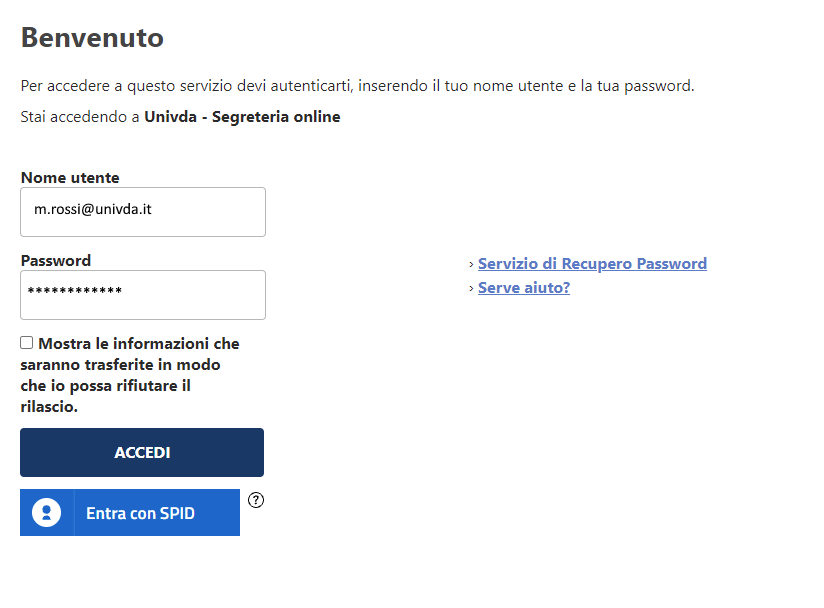 Benvenuto
Per accedere a questo servizio devi autenticarti, inserendo il tuo nome utente e la tua password.
Stai accedendo a Univda - Segreteria online
Nome utente
m.rossi@univda.it
Password
************
› Servizio di Recupero Password
› Serve aiuto?
Mostra le informazioni che
saranno trasferite in modo
che io possa rifiutare il
rilascio.
ACCEDI
Entra con SPID
?